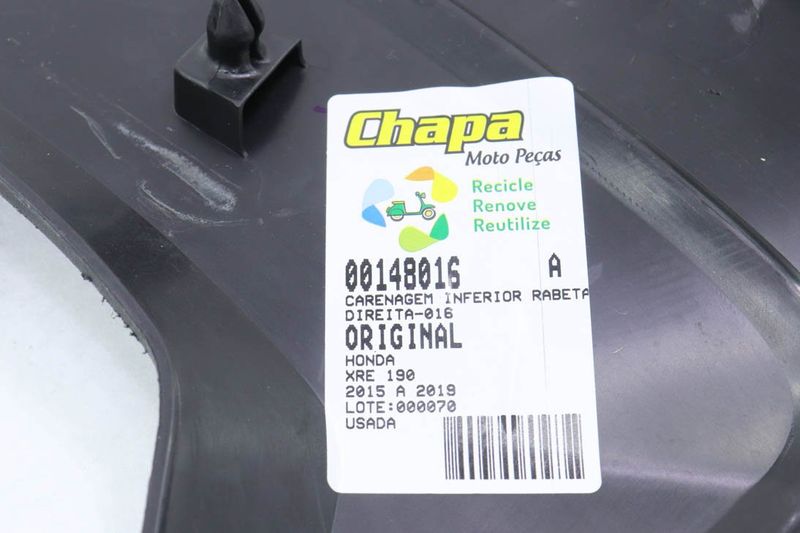 Chapa
Moto Peças
Recicle
Renove
Reutilize
00148016 A
CARENAGEM INFERIOR RABETA
DIREITA-016
ORIGINAL
HONDA
XRE 190
2015 A 2019
LOTE:000070
USADA